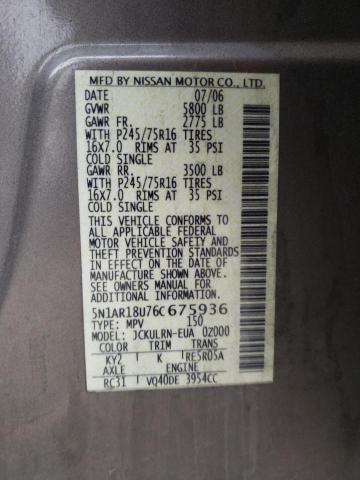 MFD BY NISSAN MOTOR CO., LTD.
DATE 07/06
GVWR 5800 LB
GAWR FR. 2775 LB
WITH P245/75R16 TIRES
16X7.0 RIMS AT 35 PSI
COLD SINGLE
GAWR RR. 3500 LB
WITH P245/75R16 TIRES
16X7.0 RIMS AT 35 PSI
COLD SINGLE
THIS VEHICLE CONFORMS TO
ALL APPLICABLE FEDERAL
MOTOR VEHICLE SAFETY AND
THEFT PREVENTION STANDARDS
IN EFFECT ON THE DATE OF
MANUFACTURE SHOWN ABOVE.
SEE OWNERS MANUAL FOR
ADDITIONAL INFORMATION
5N1AR18U76C675936
TYPE: MPV 150
MODEL: JCKULRN-EUA 0Z000
COLOR TRIM TRANS
KY2 K RE5R05A
AXLE ENGINE
RC31 VQ40DE 3954CC